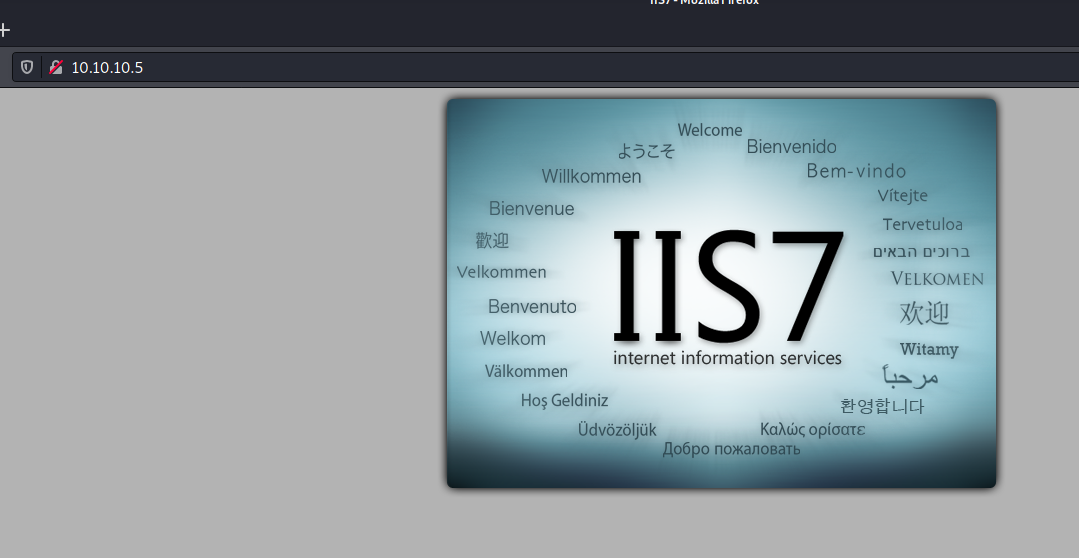 IIS7 - Mozilla Firefox
+
10.10.10.5
Welcome
ようこそ
Bienvenido
Willkommen
Bem-vindo
Vítejte
Bienvenue
Tervetuloa
歡迎
ברוכים הבאים
Velkommen
VELKOMEN
IIS7
Benvenuto
欢迎
Welkom
Witamy
internet information services
Välkommen
مرحباً
Hoş Geldiniz
환영합니다
Üdvözöljük
Καλώς ορίσατε
Добро пожаловать